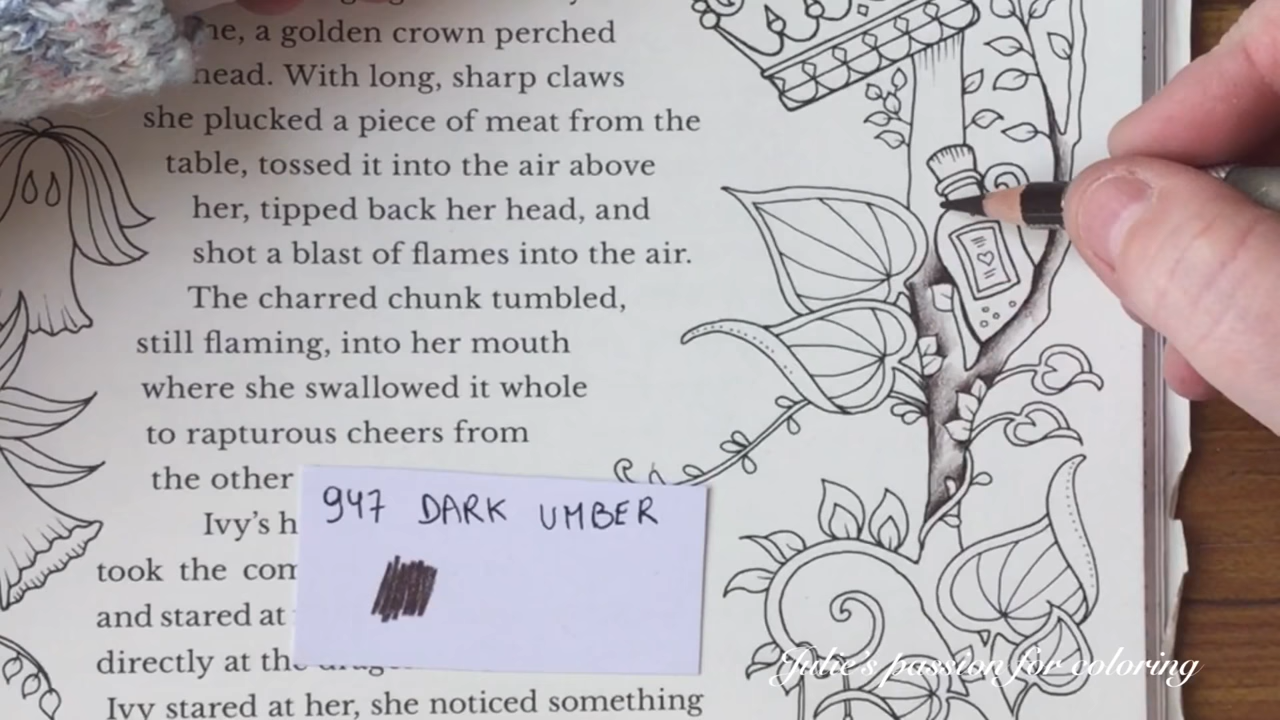 a golden crown perched
head. With long, sharp claws
she plucked a piece of meat from the
table, tossed it into the air above
her, tipped back her head, and
shot a blast of flames into the air.
The charred chunk tumbled,
still flaming, into her mouth
where she swallowed it whole
to rapturous cheers from
the other
Ivy's h
took the com
and stared at
directly at the
Ivy stared at her, she noticed something
947 DARK UMBER
Julie's passion for coloring